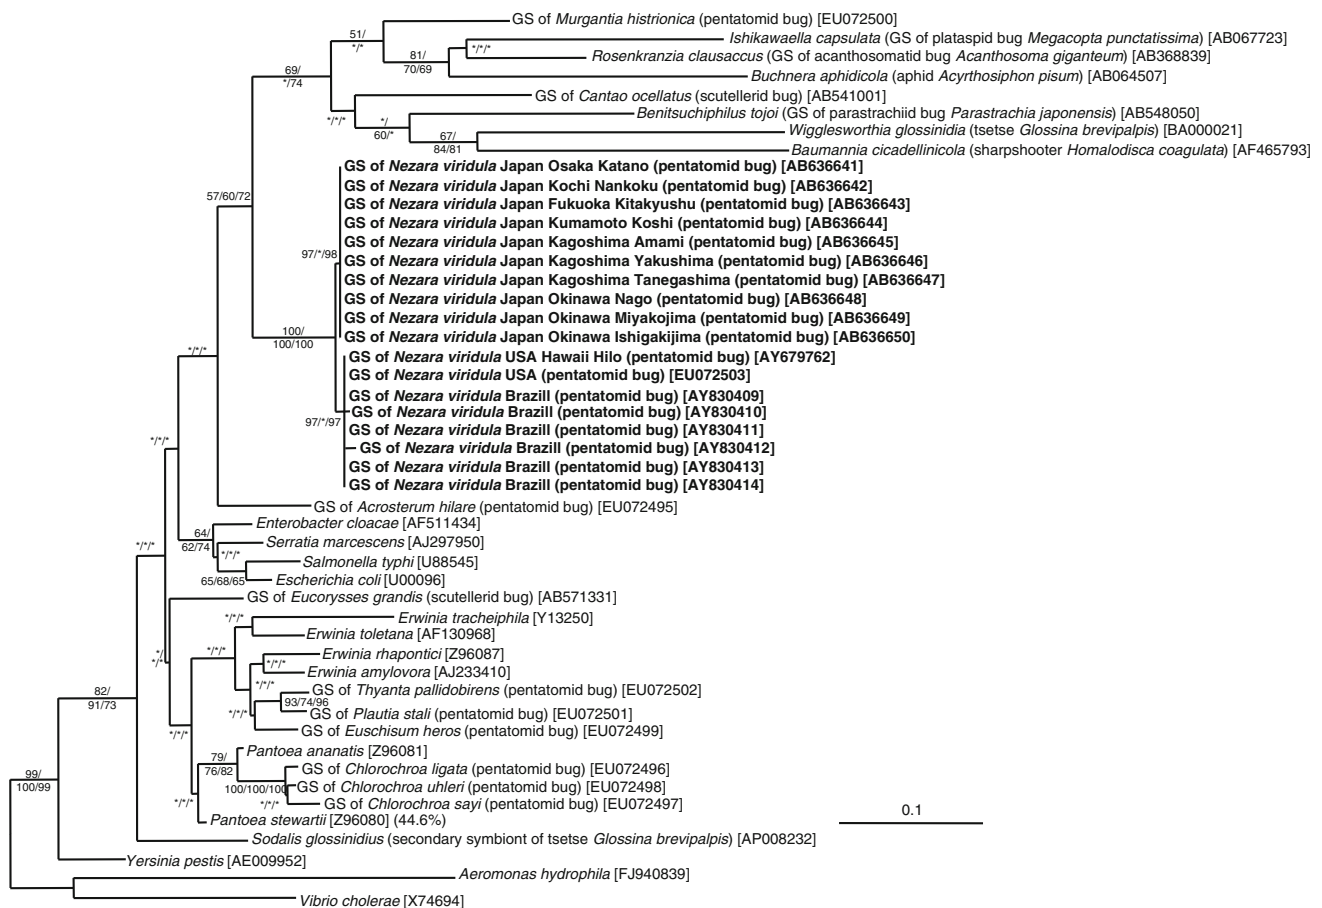 GS of Murgantia histrionica (pentatomid bug) [EU072500]
51/
*/*
Ishikawaella capsulata (GS of plataspid bug Megacopta punctatissima) [AB067723]
81/
70/69
*/*/*
Rosenkranzia clausaccus (GS of acanthosomatid bug Acanthosoma giganteum) [AB368839]
69/
*/74
Buchnera aphidicola (aphid Acyrthosiphon pisum) [AB064507]
GS of Cantao ocellatus (scutellerid bug) [AB541001]
*/*/*
Benitsuchiphilus tojoi (GS of parastrachiid bug Parastrachia japonensis) [AB548050]
*/
60/*
Wigglesworthia glossinidia (tsetse Glossina brevipalpis) [BA000021]
67/
84/81
Baumannia cicadellinicola (sharpshooter Homalodisca coagulata) [AF465793]
GS of Nezara viridula Japan Osaka Katano (pentatomid bug) [AB636641]
GS of Nezara viridula Japan Kochi Nankoku (pentatomid bug) [AB636642]
57/60/72
GS of Nezara viridula Japan Fukuoka Kitakyushu (pentatomid bug) [AB636643]
GS of Nezara viridula Japan Kumamoto Koshi (pentatomid bug) [AB636644]
GS of Nezara viridula Japan Kagoshima Amami (pentatomid bug) [AB636645]
97/*/98
GS of Nezara viridula Japan Kagoshima Yakushima (pentatomid bug) [AB636646]
GS of Nezara viridula Japan Kagoshima Tanegashima (pentatomid bug) [AB636647]
GS of Nezara viridula Japan Okinawa Nago (pentatomid bug) [AB636648]
GS of Nezara viridula Japan Okinawa Miyakojima (pentatomid bug) [AB636649]
100/
100/100
GS of Nezara viridula Japan Okinawa Ishigakijima (pentatomid bug) [AB636650]
*/*/*
GS of Nezara viridula USA Hawaii Hilo (pentatomid bug) [AY679762]
GS of Nezara viridula USA (pentatomid bug) [EU072503]
GS of Nezara viridula Brazill (pentatomid bug) [AY830409]
GS of Nezara viridula Brazill (pentatomid bug) [AY830410]
97/*/97
GS of Nezara viridula Brazill (pentatomid bug) [AY830411]
*/*/*
GS of Nezara viridula Brazill (pentatomid bug) [AY830412]
GS of Nezara viridula Brazill (pentatomid bug) [AY830413]
GS of Nezara viridula Brazill (pentatomid bug) [AY830414]
GS of Acrosterum hilare (pentatomid bug) [EU072495]
Enterobacter cloacae [AF511434]
64/
62/74
Serratia marcescens [AJ297950]
*/*/*
*/*/*
Salmonella typhi [U88545]
65/68/65
Escherichia coli [U00096]
GS of Eucorysses grandis (scutellerid bug) [AB571331]
*/*/*
Erwinia tracheiphila [Y13250]
Erwinia toletana [AF130968]
*/*/*
*/
*/*
Erwinia rhapontici [Z96087]
*/*/*
Erwinia amylovora [AJ233410]
*/*/*
82/
91/73
GS of Thyanta pallidobirens (pentatomid bug) [EU072502]
93/74/96
*/*/*
GS of Plautia stali (pentatomid bug) [EU072501]
*/*/*
GS of Euschisum heros (pentatomid bug) [EU072499]
Pantoea ananatis [Z96081]
79/
76/82
GS of Chlorochroa ligata (pentatomid bug) [EU072496]
99/
100/99
100/100/100
GS of Chlorochroa uhleri (pentatomid bug) [EU072498]
*/*/*
*/*/*
GS of Chlorochroa sayi (pentatomid bug) [EU072497]
0.1
Pantoea stewartii [Z96080] (44.6%)
Sodalis glossinidius (secondary symbiont of tsetse Glossina brevipalpis) [AP008232]
Yersinia pestis [AE009952]
Aeromonas hydrophila [FJ940839]
Vibrio cholerae [X74694]